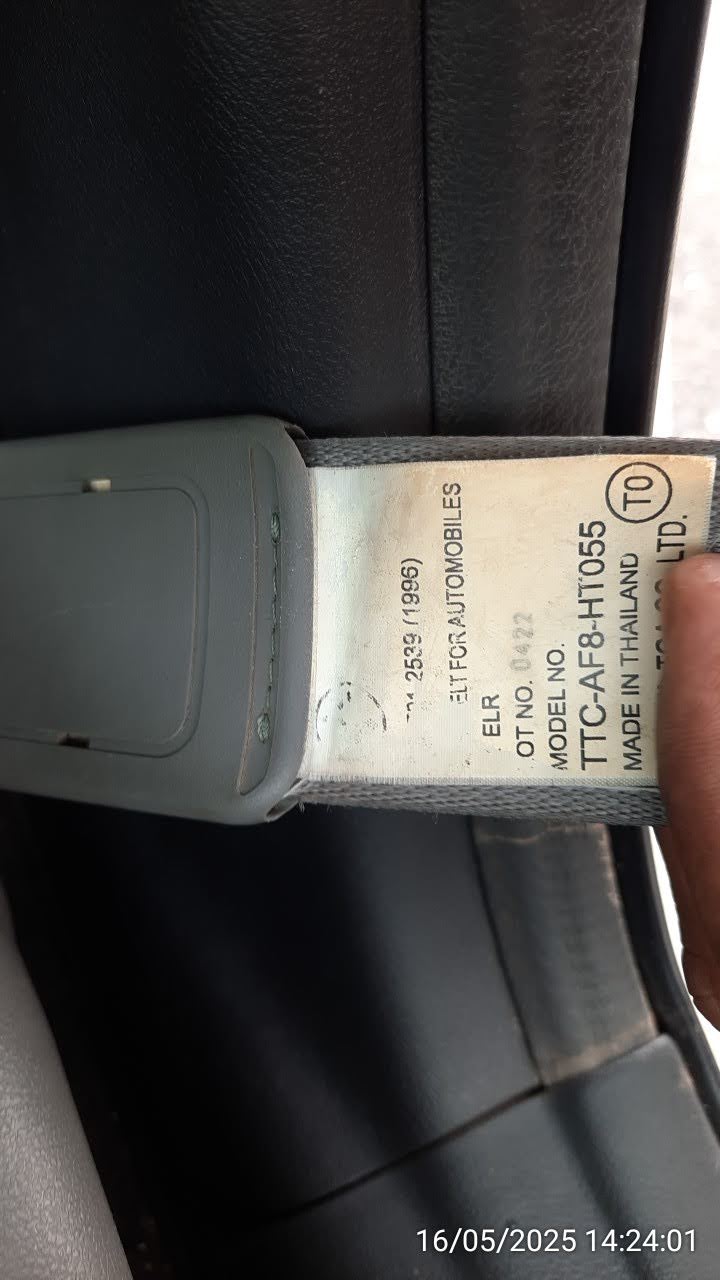 2539 (1996)
ELT FOR AUTOMOBILES
ELR
OT NO. 0422
MODEL NO.
TTC-AF8-HT055
MADE IN THAILAND
TO
LTD.
16/05/2025 14:24:01